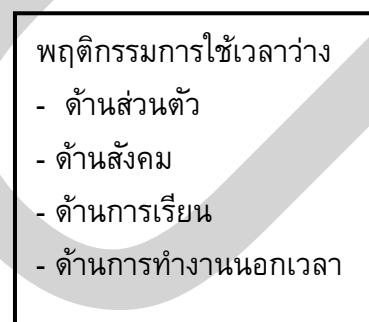 พฤติกรรมการใช้เวลาว่าง
- ด้านส่วนตัว
- ด้านสังคม
- ด้านการเรียน
- ด้านการทำงานนอกเวลา